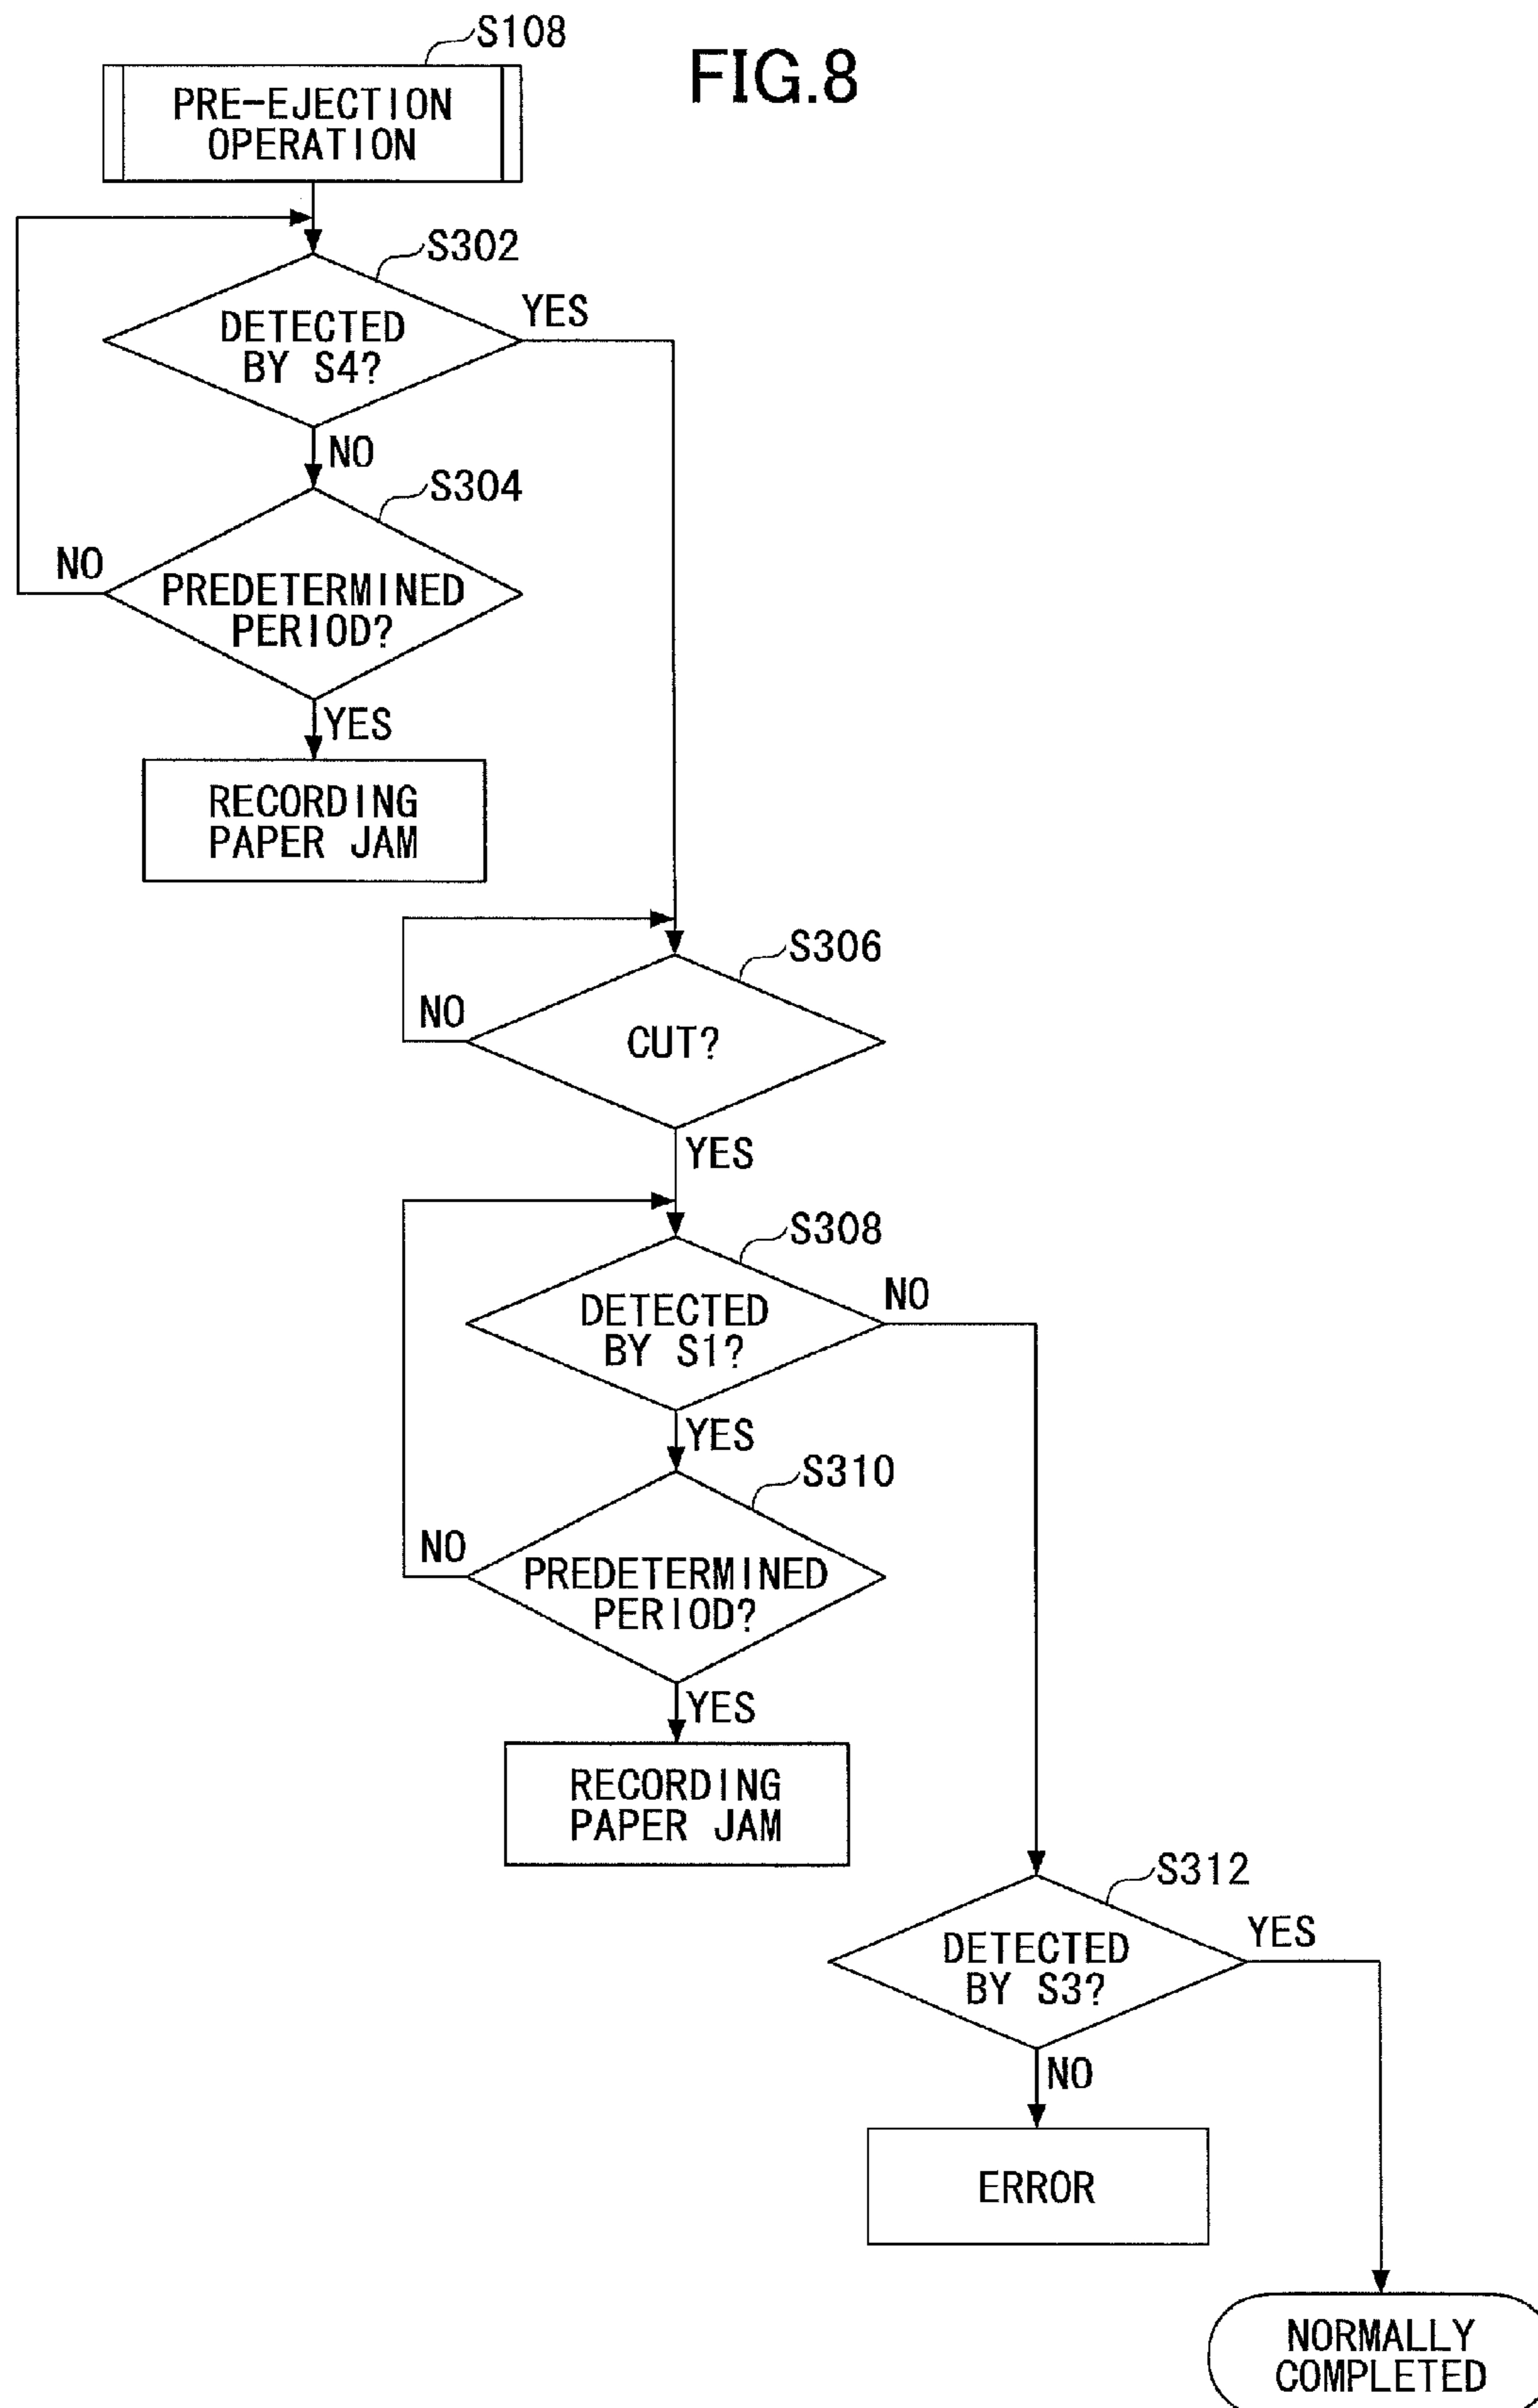 S108
FIG.8
PRE-EJECTION
OPERATION
S302
DETECTED
BY S4?
YES
NO
S304
NO
PREDETERMINED
PERIOD?
YES
RECORDING
PAPER JAM
S306
NO
CUT?
YES
S308
DETECTED
BY S1?
NO
YES
S310
NO
PREDETERMINED
PERIOD?
YES
RECORDING
PAPER JAM
S312
DETECTED
BY S3?
YES
NO
ERROR
NORMALLY
COMPLETED